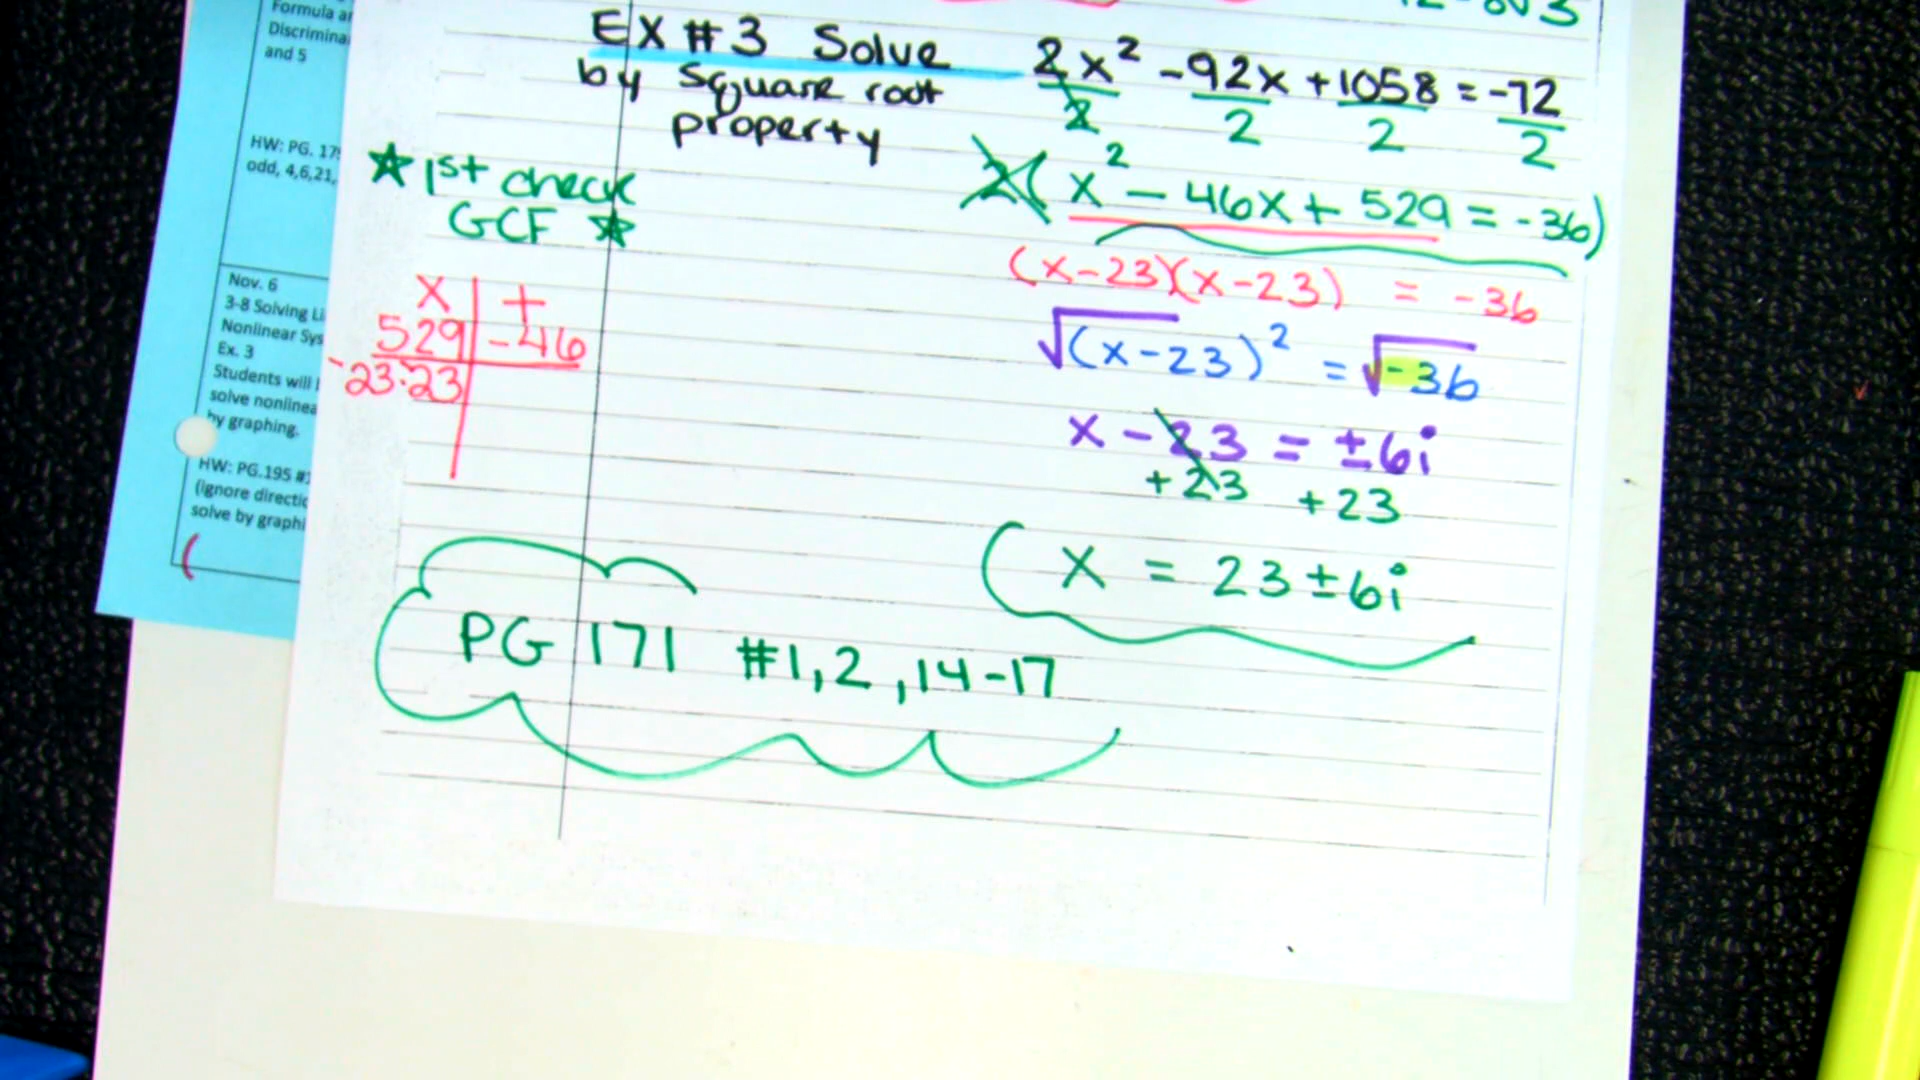 Formula
Discrimina
and 5
HW: PG. 17
odd, 4,6,21,
Nov. 6
3-8 Solving Li
Nonlinear Sys
Ex. 3
Students will
solve nonlinea
by graphing.
HW: PG.195 #
(ignore directio
solve by graphi
EX #3 Solve
by Square root
property
☆ 1st check
GCF ☆
x | +
529 | -46
-23·-23
2x² - 92x + 1058 = -72
2 2 2 2
2(x² - 46x + 529 = -36)
(x-23)(x-23) = -36
√(x-23)² = √-36
x - 23 = ±6i
+23 +23
x = 23 ± 6i
PG 171 #1,2,14-17